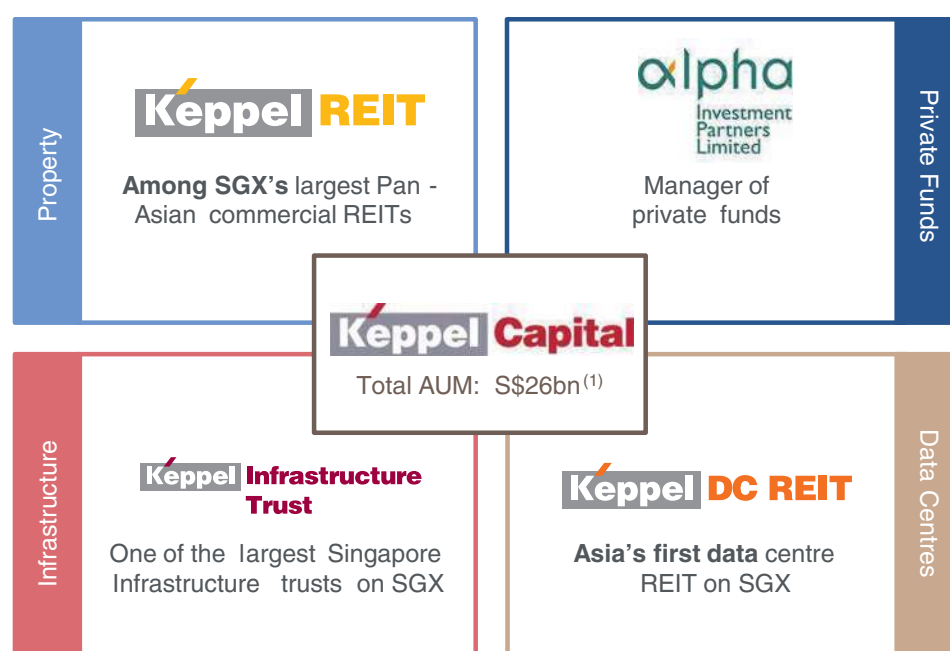 Property
Keppel REIT
Among SGX's largest Pan -
Asian commercial REITs
alpha
Investment
Partners
Limited
Manager of
private funds
Private Funds
Keppel Capital
Total AUM: S$26bn(1)
Infrastructure
Keppel Infrastructure
Trust
One of the largest Singapore
Infrastructure trusts on SGX
Keppel DC REIT
Asia's first data centre
REIT on SGX
Data Centres